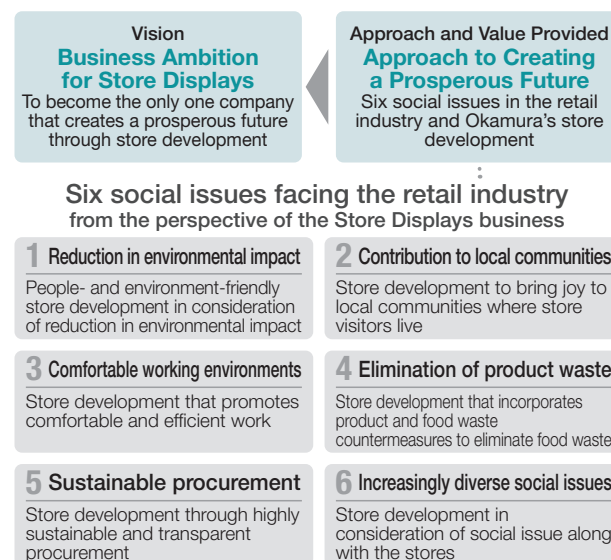 Vision
Business Ambition
for Store Displays
To become the only one company
that creates a prosperous future
through store development
Approach and Value Provided
Approach to Creating
a Prosperous Future
Six social issues in the retail
industry and Okamura's store
development
Six social issues facing the retail industry
from the perspective of the Store Displays business
1 Reduction in environmental impact
People- and environment-friendly
store development in consideration
of reduction in environmental impact
2 Contribution to local communities
Store development to bring joy to
local communities where store
visitors live
3 Comfortable working environments
Store development that promotes
comfortable and efficient work
4 Elimination of product waste
Store development that incorporates
product and food waste
countermeasures to eliminate food waste
5 Sustainable procurement
Store development through highly
sustainable and transparent
procurement
6 Increasingly diverse social issues
Store development in
consideration of social issue along
with the stores